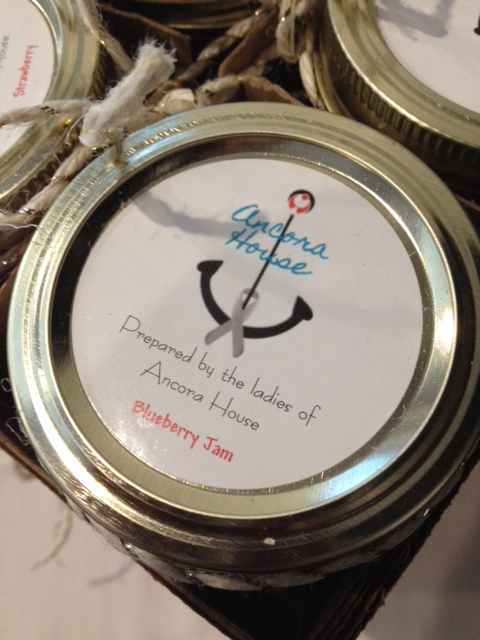 Strawberry
Ancora
House
Prepared by the ladies of
Ancora House
Blueberry Jam